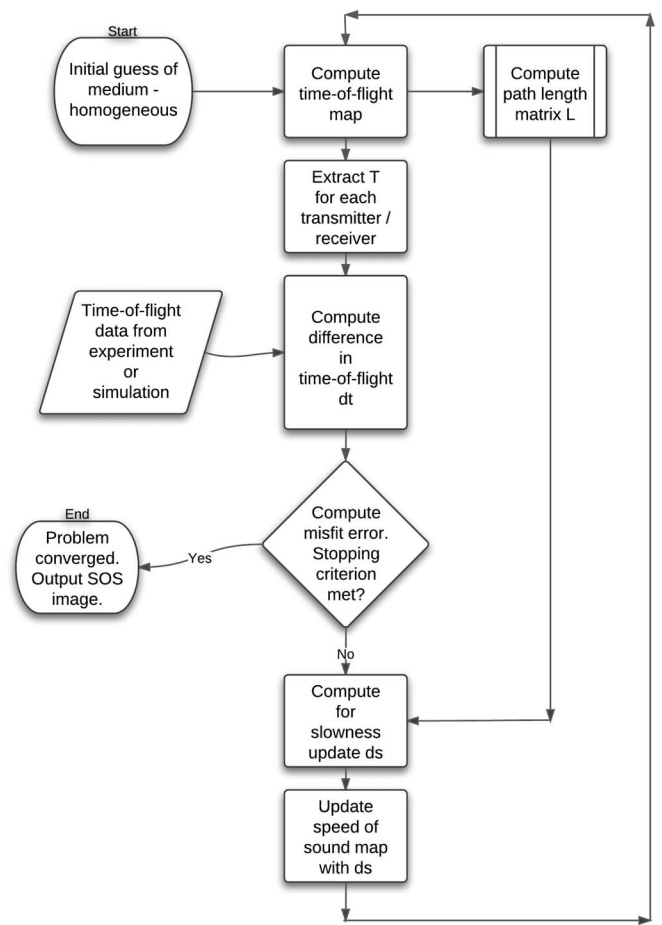 Start
Initial guess of
medium -
homogeneous
Compute
time-of-flight
map
Compute
path length
matrix L
Extract T
for each
transmitter /
receiver
Time-of-flight
data from
experiment
or
simulation
Compute
difference
in
time-of-flight
dt
Compute
misfit error.
Stopping
criterion
met?
Yes
End
Problem
converged.
Output SOS
image.
No
Compute
for
slowness
update ds
Update
speed of
sound map
with ds